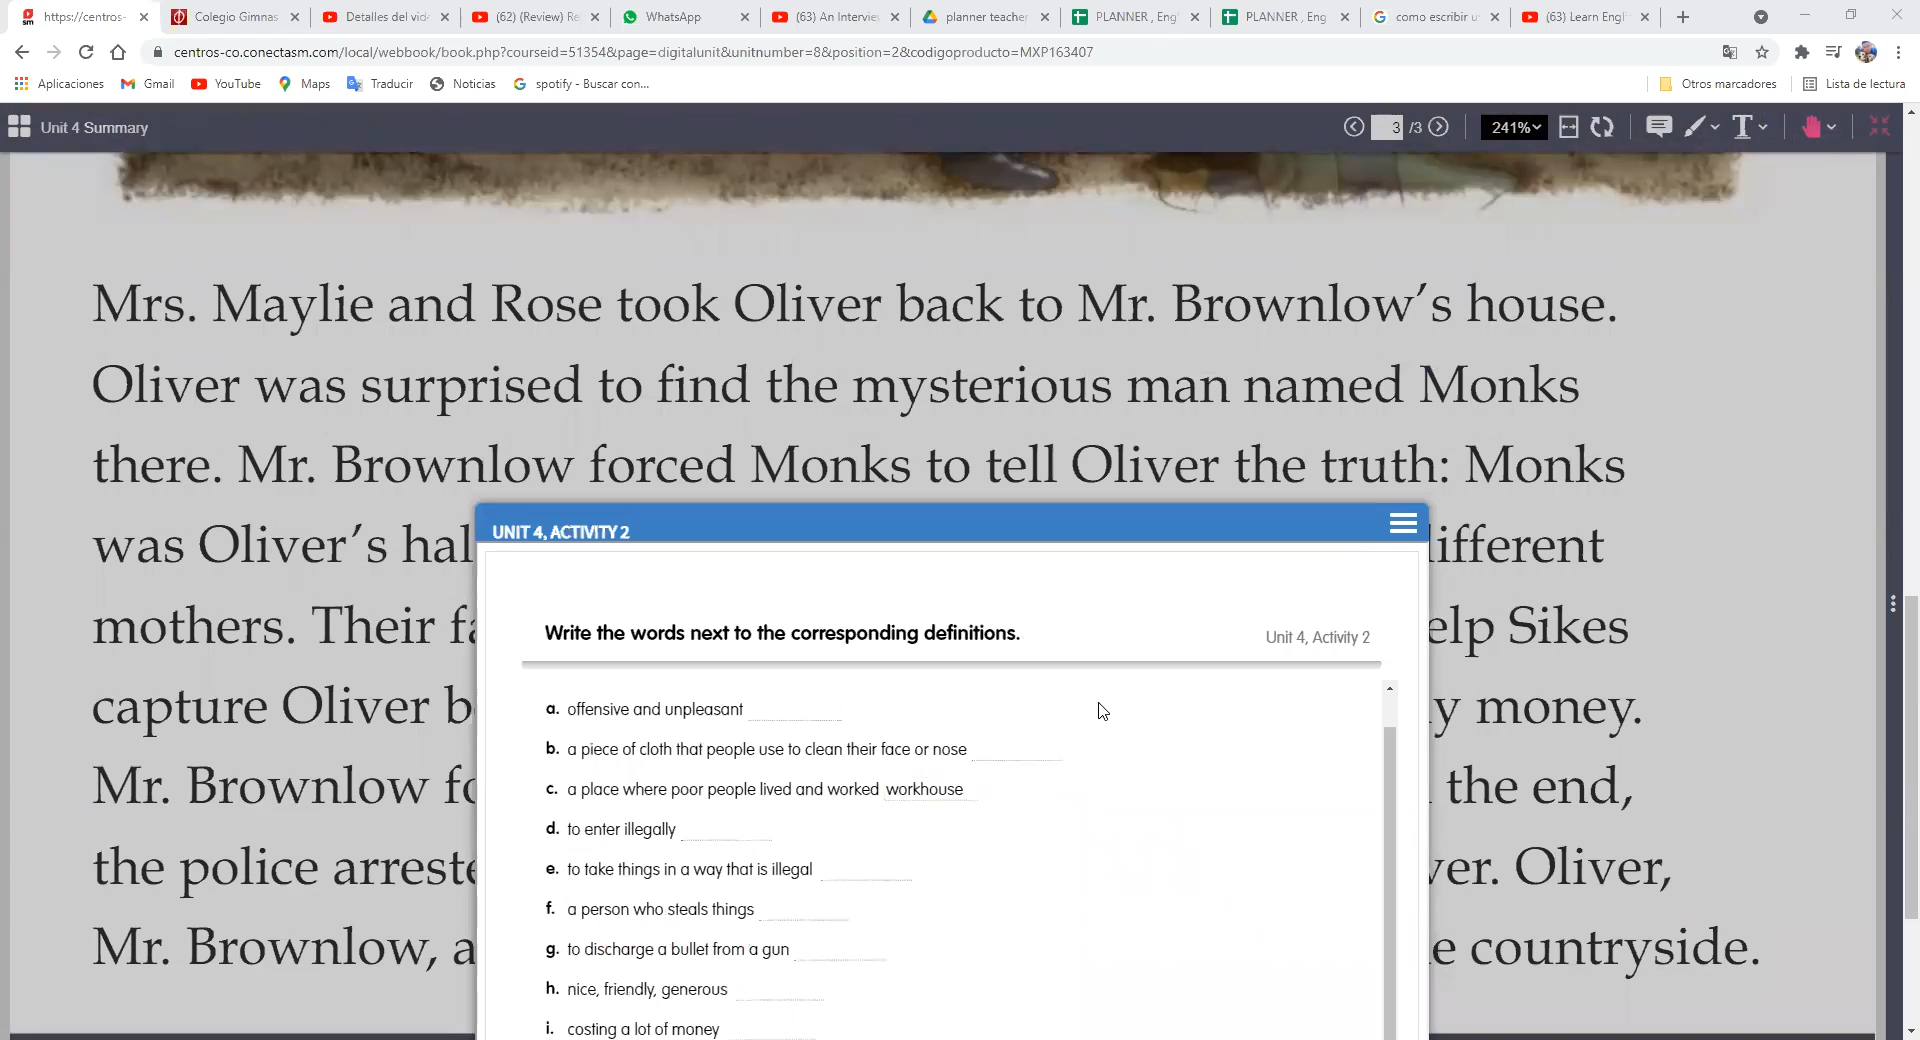 https://centros-
Colegio Gimnas
Detalles del vid
(62) (Review) Re
WhatsApp
(63) An Intervie
planner teacher
PLANNER , Eng
PLANNER , Eng
como escribir u
(63) Learn Engl
centros-co.conectasm.com/local/webbook/book.php?courseid=51354&page=digitalunit&unitnumber=8&position=2&codigoproducto=MXP163407
Aplicaciones
Gmail
YouTube
Maps
Traducir
Noticias
spotify - Buscar con...
Otros marcadores
Lista de lectura
Unit 4 Summary
3 /3
241%
Mrs. Maylie and Rose took Oliver back to Mr. Brownlow's house.
Oliver was surprised to find the mysterious man named Monks
there. Mr. Brownlow forced Monks to tell Oliver the truth: Monks
was Oliver's hal ifferent
mothers. Their fa elp Sikes
capture Oliver b y money.
Mr. Brownlow fo the end,
the police arreste ver. Oliver,
Mr. Brownlow, a e countryside.
UNIT 4, ACTIVITY 2
Write the words next to the corresponding definitions.
Unit 4, Activity 2
a. offensive and unpleasant
b. a piece of cloth that people use to clean their face or nose
c. a place where poor people lived and worked workhouse
d. to enter illegally
e. to take things in a way that is illegal
f. a person who steals things
g. to discharge a bullet from a gun
h. nice, friendly, generous
i. costing a lot of money